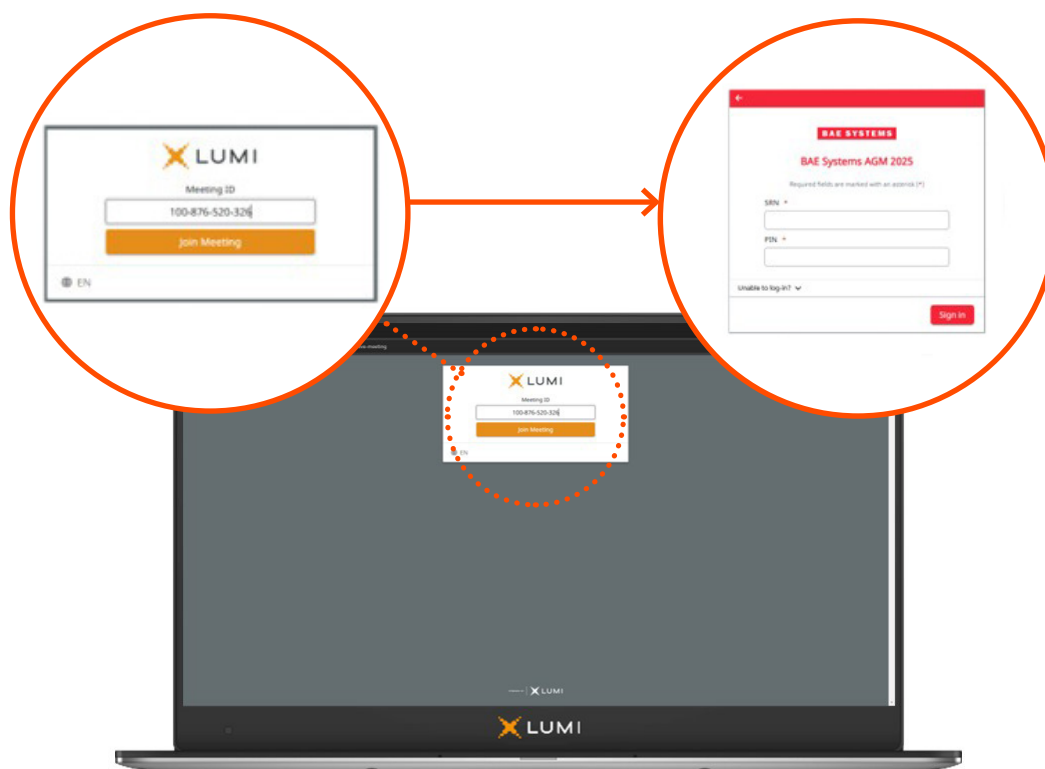 LUMI
Meeting ID
100-876-520-326
Join Meeting
EN
BAE SYSTEMS
BAE Systems AGM 2025
Required fields are marked with an asterisk (*)
SRN *
PIN *
Unable to log-in?
Sign in
LUMI
Meeting ID
100-876-520-326
Join Meeting
EN
LUMI
LUMI